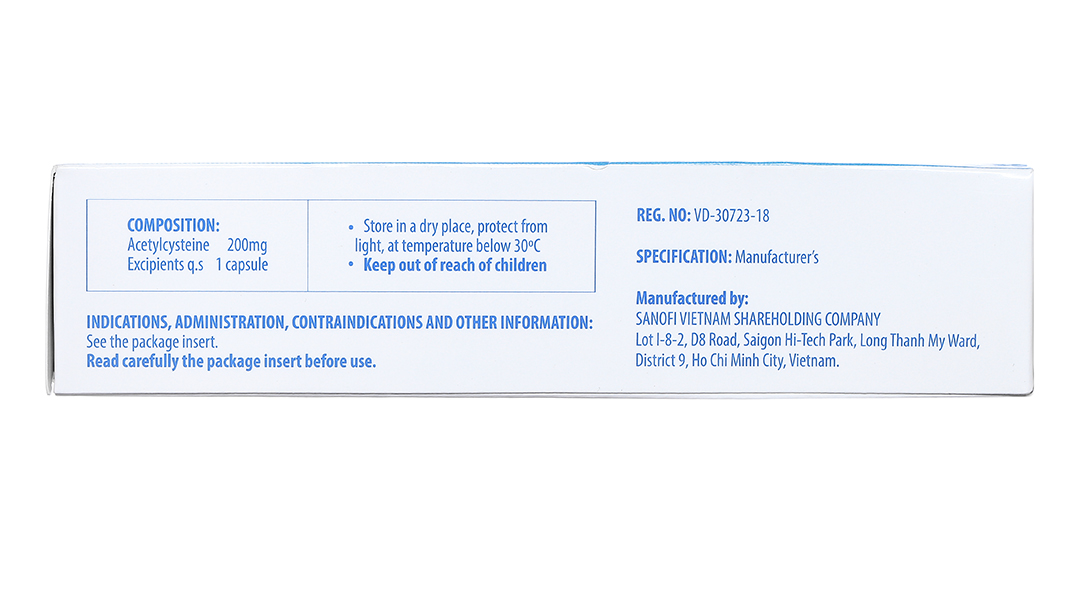 COMPOSITION:
Acetylcysteine 200mg
Excipients q.s 1 capsule
• Store in a dry place, protect from
light, at temperature below 30ºC
• Keep out of reach of children
INDICATIONS, ADMINISTRATION, CONTRAINDICATIONS AND OTHER INFORMATION:
See the package insert.
Read carefully the package insert before use.
REG. NO: VD-30723-18
SPECIFICATION: Manufacturer's
Manufactured by:
SANOFI VIETNAM SHAREHOLDING COMPANY
Lot I-8-2, D8 Road, Saigon Hi-Tech Park, Long Thanh My Ward,
District 9, Ho Chi Minh City, Vietnam.